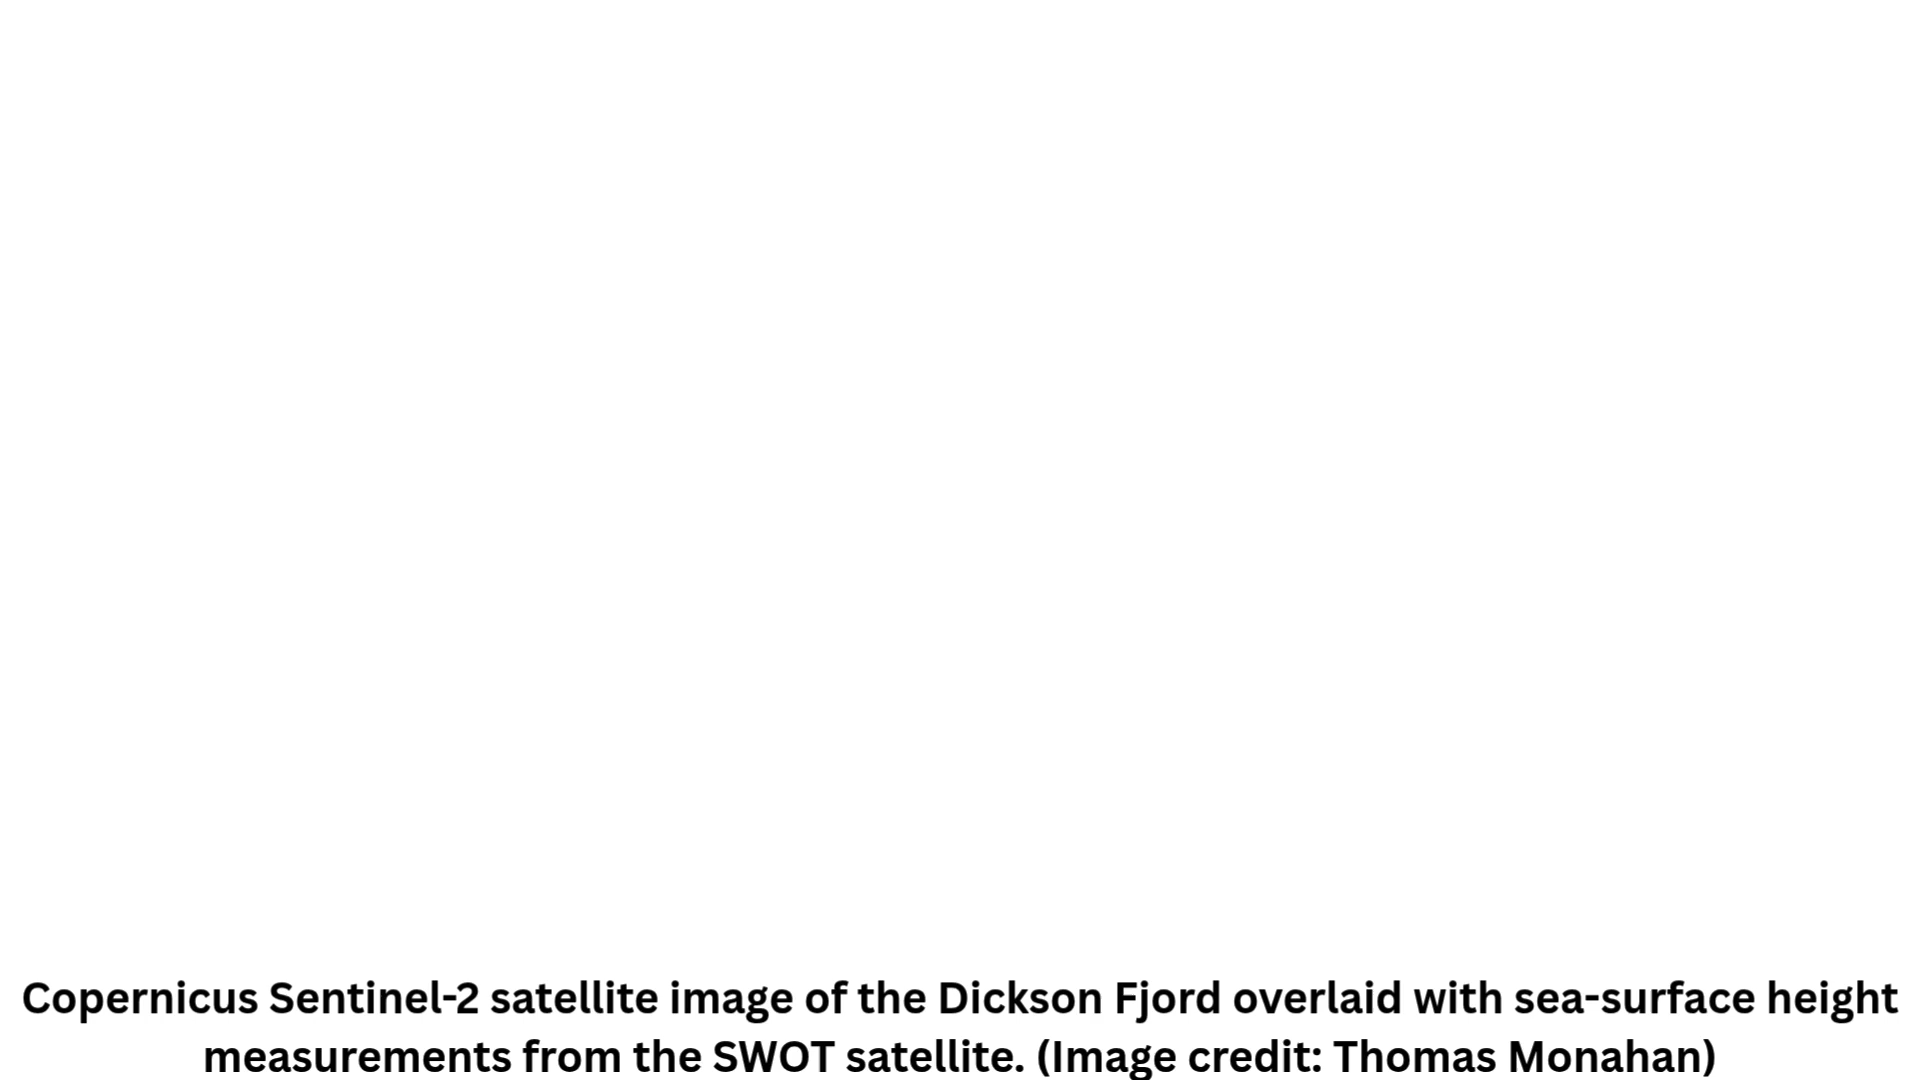 Copernicus Sentinel-2 satellite image of the Dickson Fjord overlaid with sea-surface height
measurements from the SWOT satellite. (Image credit: Thomas Monahan)